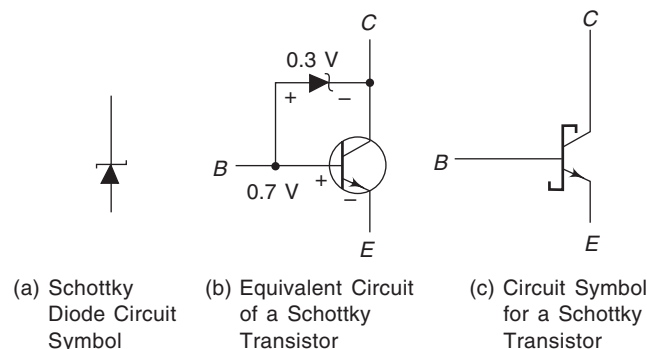 C
C
0.3 V
+
–
B
+
0.7 V
–
B
E
E
(a) Schottky
Diode Circuit
Symbol
(b) Equivalent Circuit
of a Schottky
Transistor
(c) Circuit Symbol
for a Schottky
Transistor